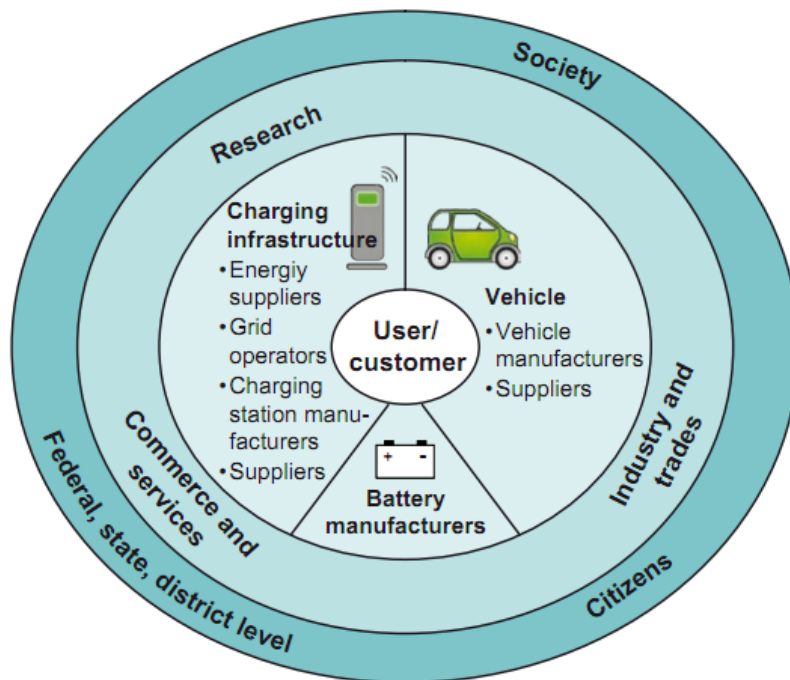 Society
Research
Charging
infrastructure
•Energiy
suppliers
•Grid
operators
•Charging
station manu-
facturers
•Suppliers
User/
customer
Vehicle
•Vehicle
manufacturers
•Suppliers
+ -
Battery
manufacturers
Commerce and
services
Industry and
trades
Federal, state, district level
Citizens